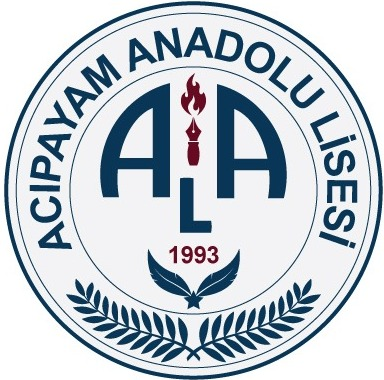 ACIPAYAM ANADOLU LİSESİ
A A
L
1993